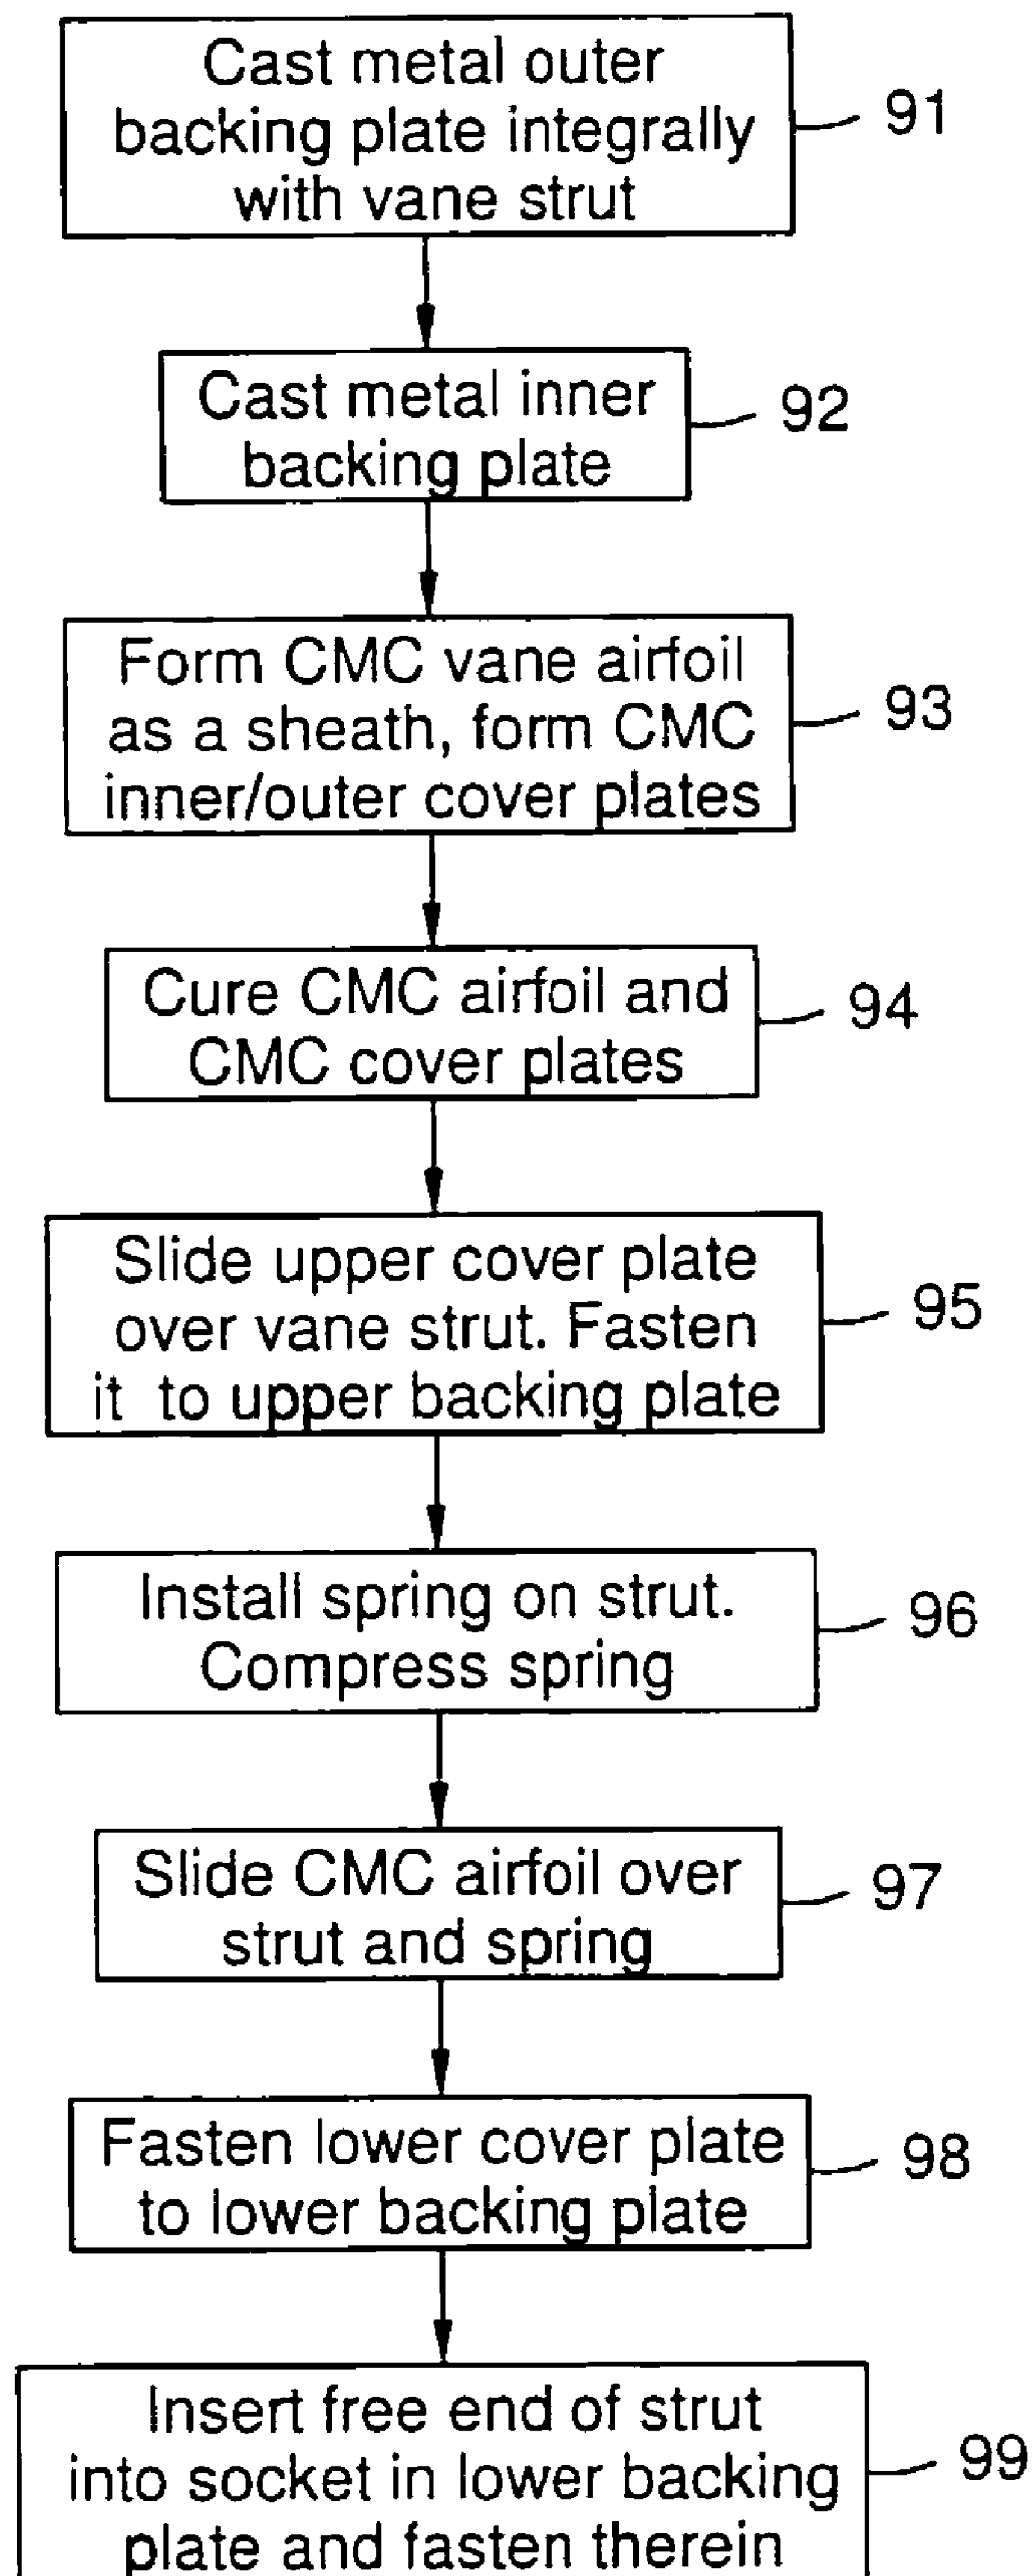 Cast metal outer
backing plate integrally
with vane strut
91
Cast metal inner
backing plate
92
Form CMC vane airfoil
as a sheath, form CMC
inner/outer cover plates
93
Cure CMC airfoil and
CMC cover plates
94
Slide upper cover plate
over vane strut. Fasten
it to upper backing plate
95
Install spring on strut.
Compress spring
96
Slide CMC airfoil over
strut and spring
97
Fasten lower cover plate
to lower backing plate
98
Insert free end of strut
into socket in lower backing
plate and fasten therein
99